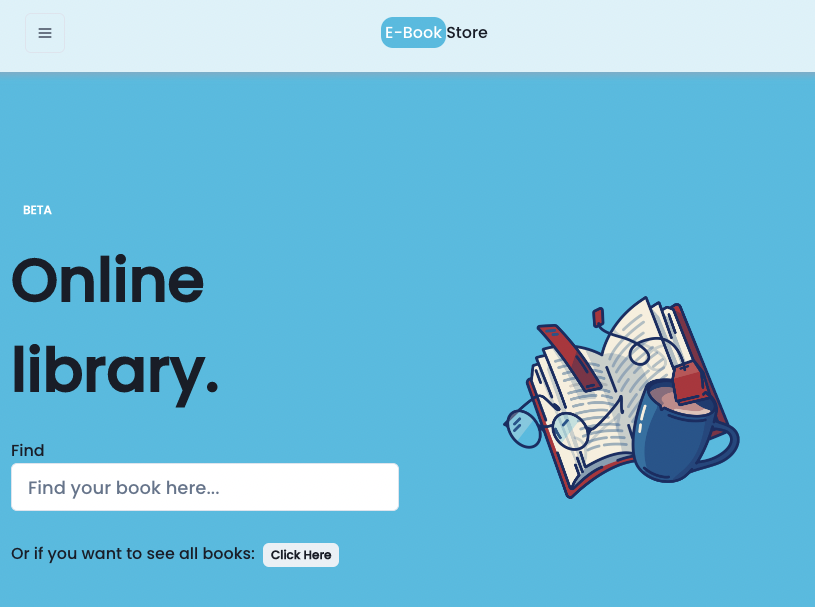 E-Book Store
BETA
Online
library.
Find
Find your book here...
Or if you want to see all books: Click Here